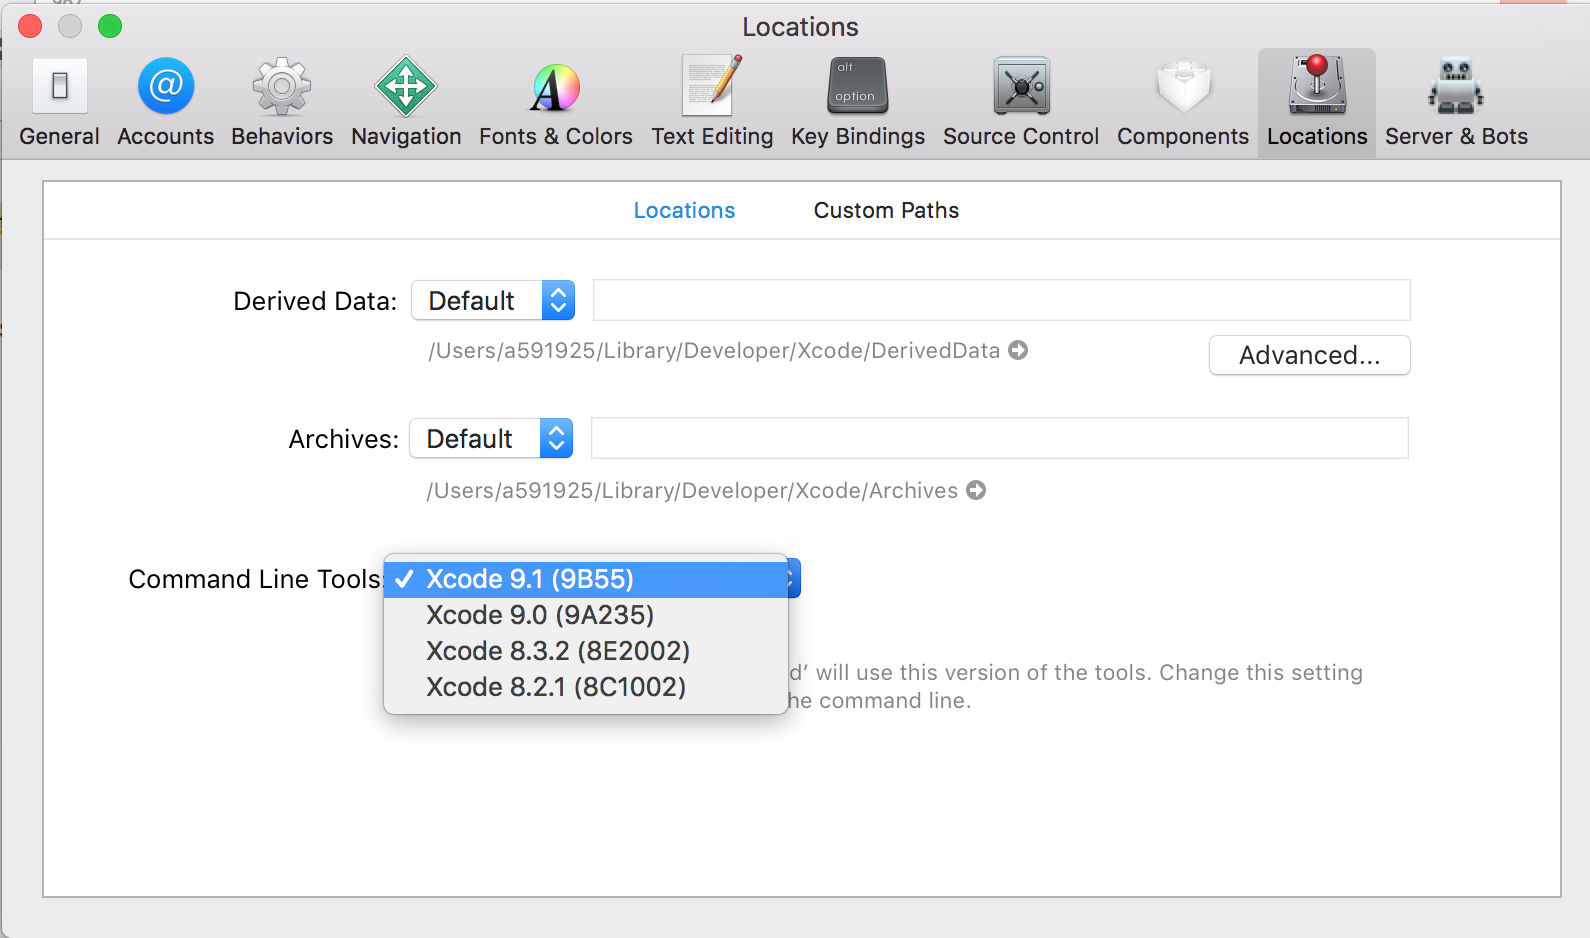 Locations
alt
option
General Accounts Behaviors Navigation Fonts & Colors Text Editing Key Bindings Source Control Components Locations Server & Bots
Locations Custom Paths
Derived Data: Default
/Users/a591925/Library/Developer/Xcode/DerivedData
Advanced...
Archives: Default
/Users/a591925/Library/Developer/Xcode/Archives
Command Line Tools: ✓ Xcode 9.1 (9B55)
Xcode 9.0 (9A235)
Xcode 8.3.2 (8E2002)
d’ will use this version of the tools. Change this setting
Xcode 8.2.1 (8C1002)
he command line.